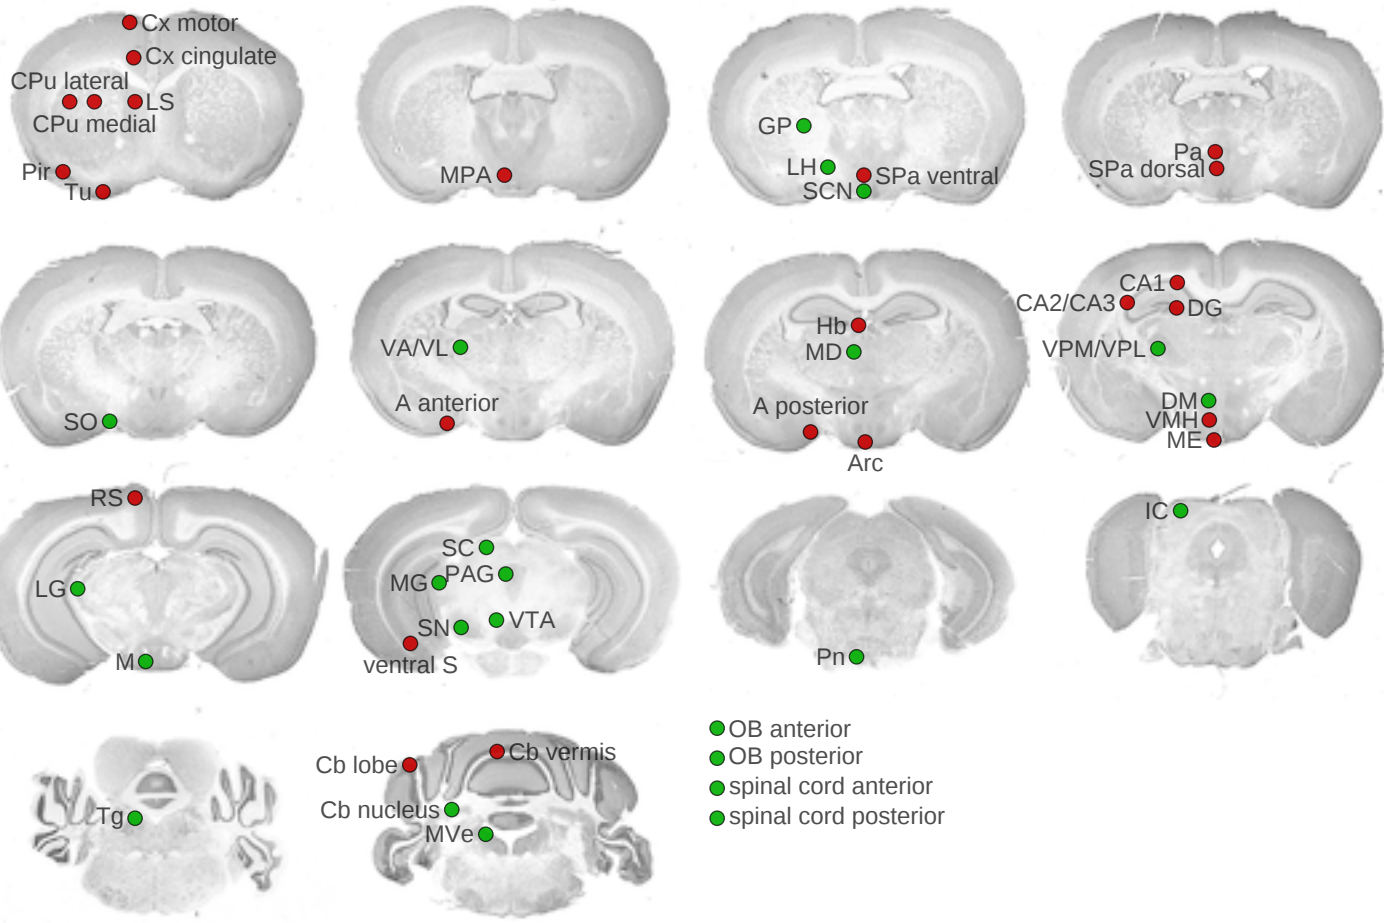 Cx motor
Cx cingulate
CPu lateral
LS
CPu medial
Pir
Tu
MPA
GP
LH
SPa ventral
SCN
Pa
SPa dorsal
SO
VA/VL
A anterior
Hb
MD
A posterior
Arc
CA1
CA2/CA3
DG
VPM/VPL
DM
VMH
ME
RS
LG
M
SC
PAG
MG
VTA
SN
ventral S
Pn
IC
Tg
Cb lobe
Cb vermis
Cb nucleus
MVe
OB anterior
OB posterior
spinal cord anterior
spinal cord posterior